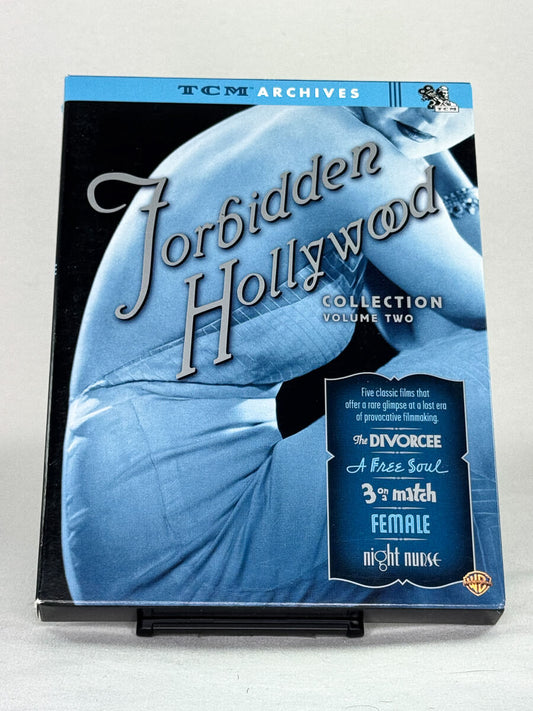 TCM ARCHIVES
TCM
Forbidden
Hollywood
COLLECTION
VOLUME TWO
Five classic films that
offer a rare glimpse at a lost era
of provocative filmmaking.
The DIVORCEE
A Free Soul
3 on a match
FEMALE
night nurse